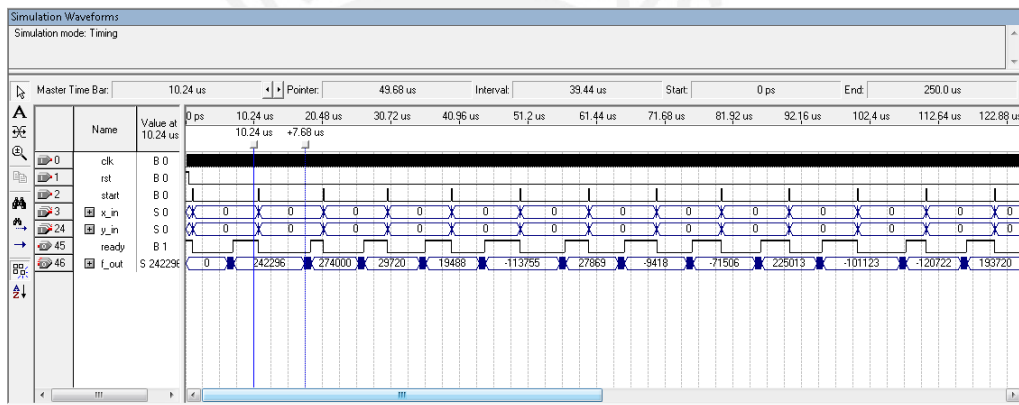 Simulation Waveforms
Simulation mode: Timing
Master Time Bar: 10.24 us Pointer: 49.68 us Interval: 39.44 us Start: 0 ps End: 250.0 us
Name Value at 10.24 us 0 ps 10.24 us 20.48 us 30.72 us 40.96 us 51.2 us 61.44 us 71.68 us 81.92 us 92.16 us 102.4 us 112.64 us 122.88 us
10.24 us +7.68 us
0 clk B 0
1 rst B 0
2 start B 0
3 x_in S 0 0 0 0 0 0 0 0 0 0 0 0 0 0
24 y_in S 0 0 0 0 0 0 0 0 0 0 0 0 0 0
45 ready B 1
46 f_out S 242296 0 242296 274000 29720 19488 -113755 27869 -9418 -71506 225013 -101123 -120722 193720